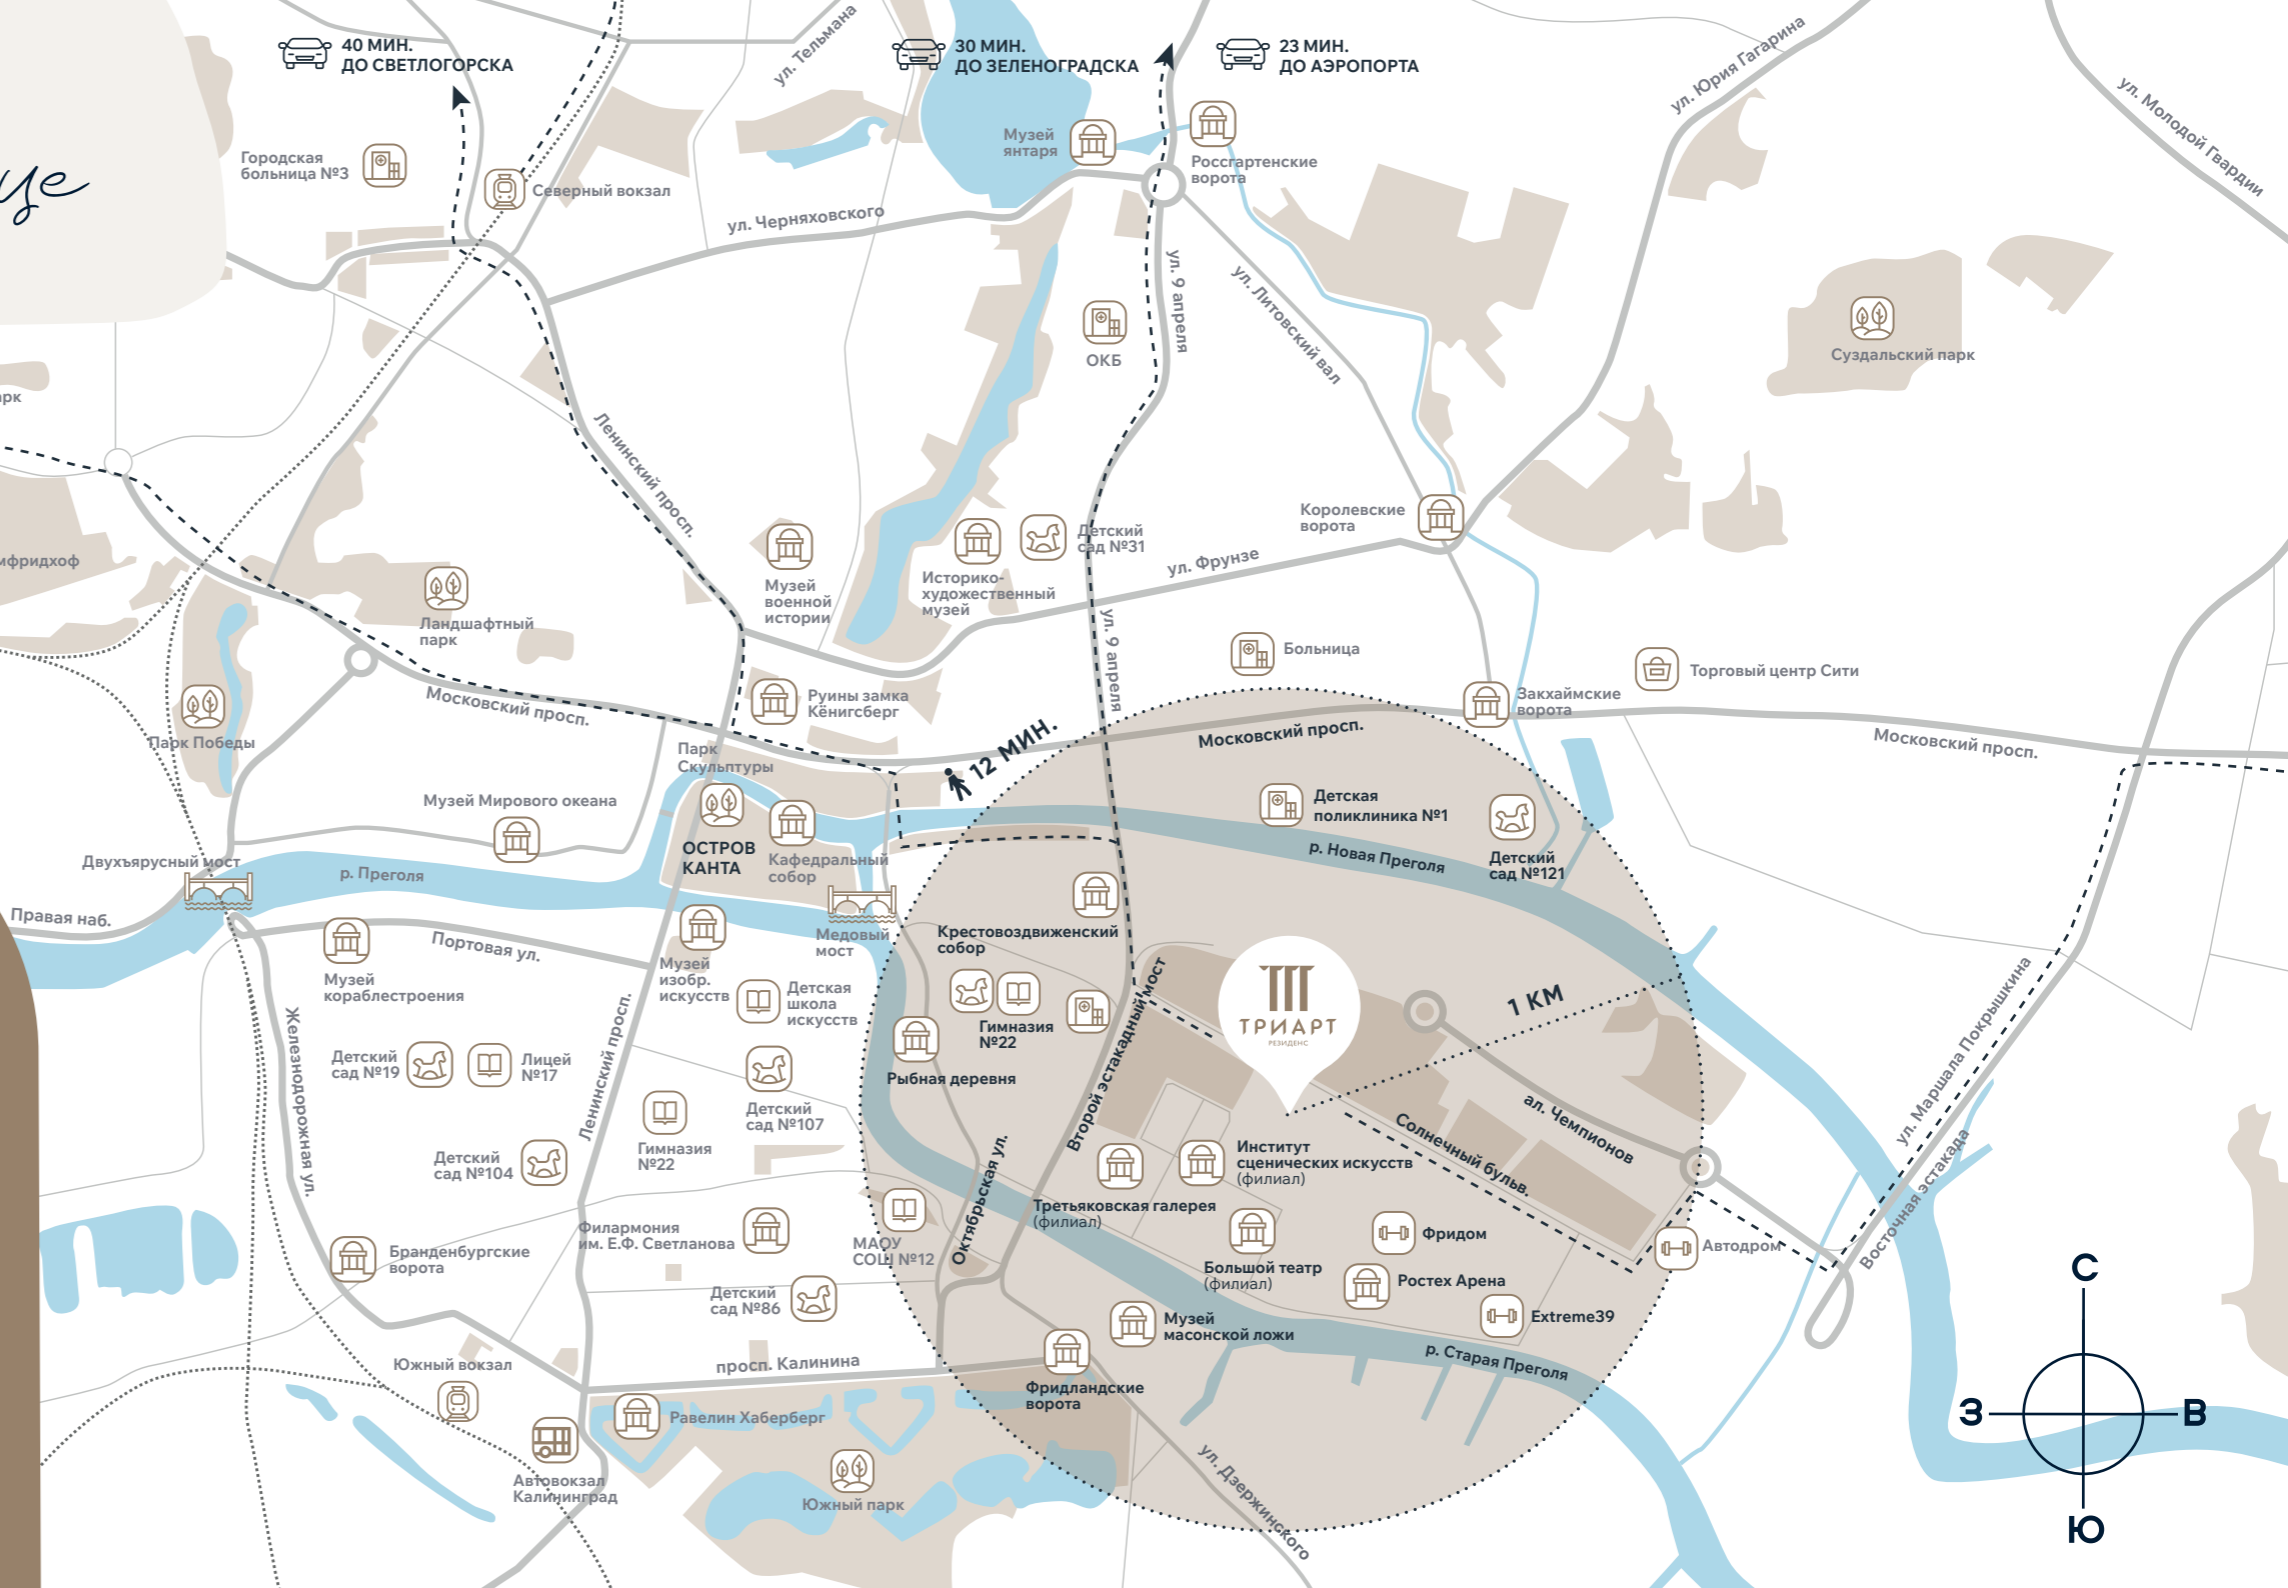 40 МИН.
ДО СВЕТЛОГОРСКА
30 МИН.
ДО ЗЕЛЕНОГРАДСКА
23 МИН.
ДО АЭРОПОРТА
ул. Тельмана
ул. Юрия Гагарина
ул. Молодой Гвардии
Городская
больница №3
Северный вокзал
Музей
янтаря
Россгартенские
ворота
це
ул. Черняховского
ул. 9 апреля
ул. Литовский вал
ОКБ
Суздальский парк
арк
Ленинский просп.
Королевские
ворота
Детский
сад №31
ул. Фрунзе
мфридхоф
Музей
военной
истории
Историко-
художественный
музей
Ландшафтный
парк
ул. 9 апреля
Больница
Торговый центр Сити
Закхаймские
ворота
Руины замка
Кёнигсберг
Московский просп.
Парк Победы
Парк
Скульптуры
12 МИН.
Московский просп.
Московский просп.
Музей Мирового океана
Детская
поликлиника №1
ОСТРОВ
КАНТА
Кафедральный
собор
Двухъярусный мост
р. Преголя
р. Новая Преголя
Детский
сад №121
Правая наб.
Портовая ул.
Медовый
мост
Крестовоздвиженский
собор
Музей
кораблестроения
Музей
изобр.
искусств
Детская
школа
искусств
Второй эстакадный мост
Гимназия
№22
ТРИАРТ
РЕЗИДЕНС
1 КМ
ул. Маршала Покрышкина
Железнодорожная ул.
Ленинский просп.
Детский
сад №19
Лицей
№17
Рыбная деревня
Детский
сад №107
Гимназия
№22
Детский
сад №104
Солнечный бульв.
ал. Чемпионов
Институт
сценических искусств
(филиал)
Третьяковская галерея
(филиал)
Октябрьская ул.
Восточная эстакада
Филармония
им. Е.Ф. Светланова
МАОУ
СОШ №12
Фридом
Автодром
Бранденбургские
ворота
Большой театр
(филиал)
Ростех Арена
Детский
сад №86
Extreme39
Музей
масонской ложи
Южный вокзал
просп. Калинина
р. Старая Преголя
Фридландские
ворота
Равелин Хаберберг
Автовокзал
Калининград
Южный парк
ул. Дзержинского
С
З
В
Ю